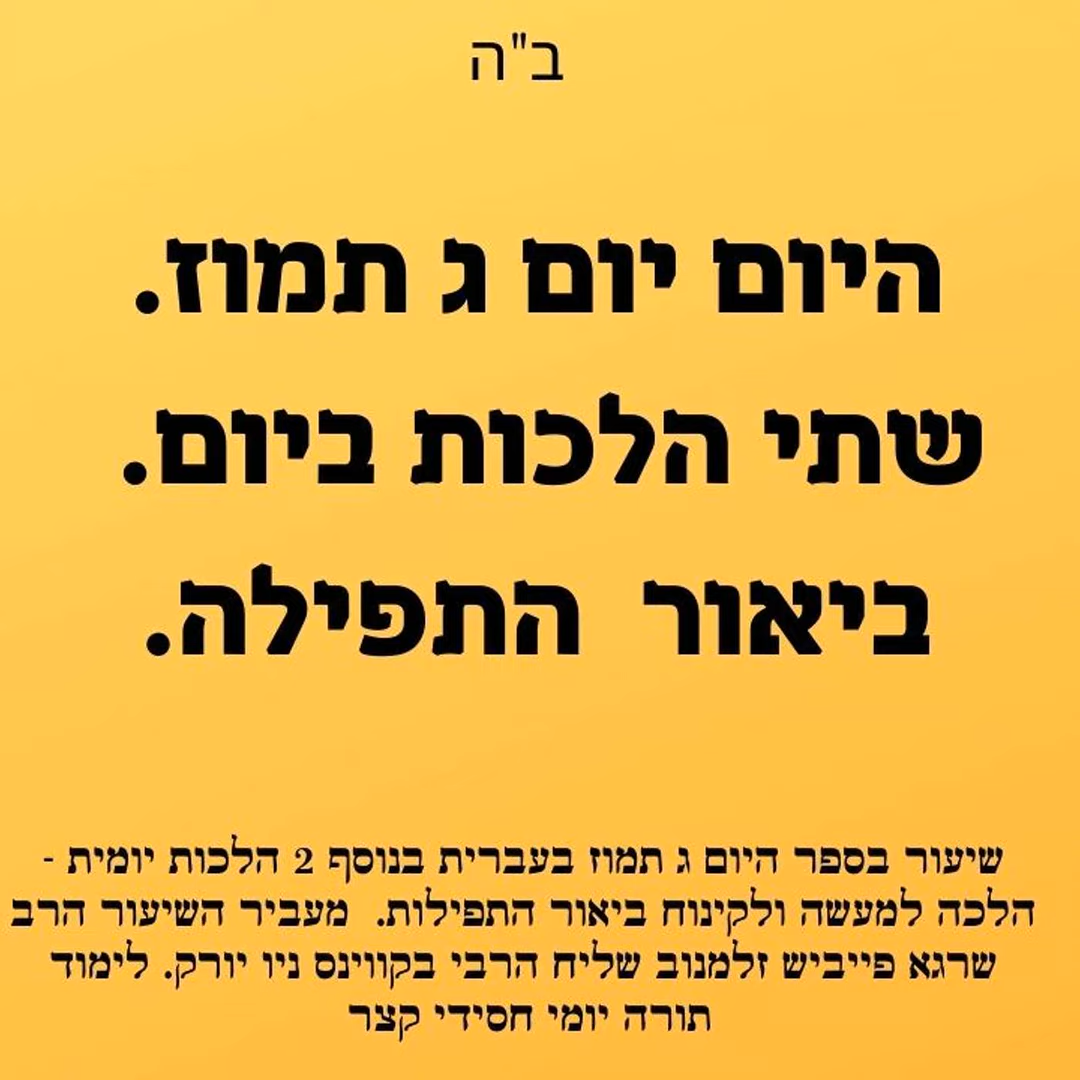 ב"ה
היום יום ג תמוז.
שתי הלכות ביום.
ביאור התפילה.
שיעור בספר היום ג תמוז בעברית בנוסף 2 הלכות יומית -
הלכה למעשה ולקינוח ביאור התפילות. מעביר השיעור הרב
שרגא פייביש זלמנוב שליח הרבי בקווינס ניו יורק. לימוד
תורה יומי חסידי קצר